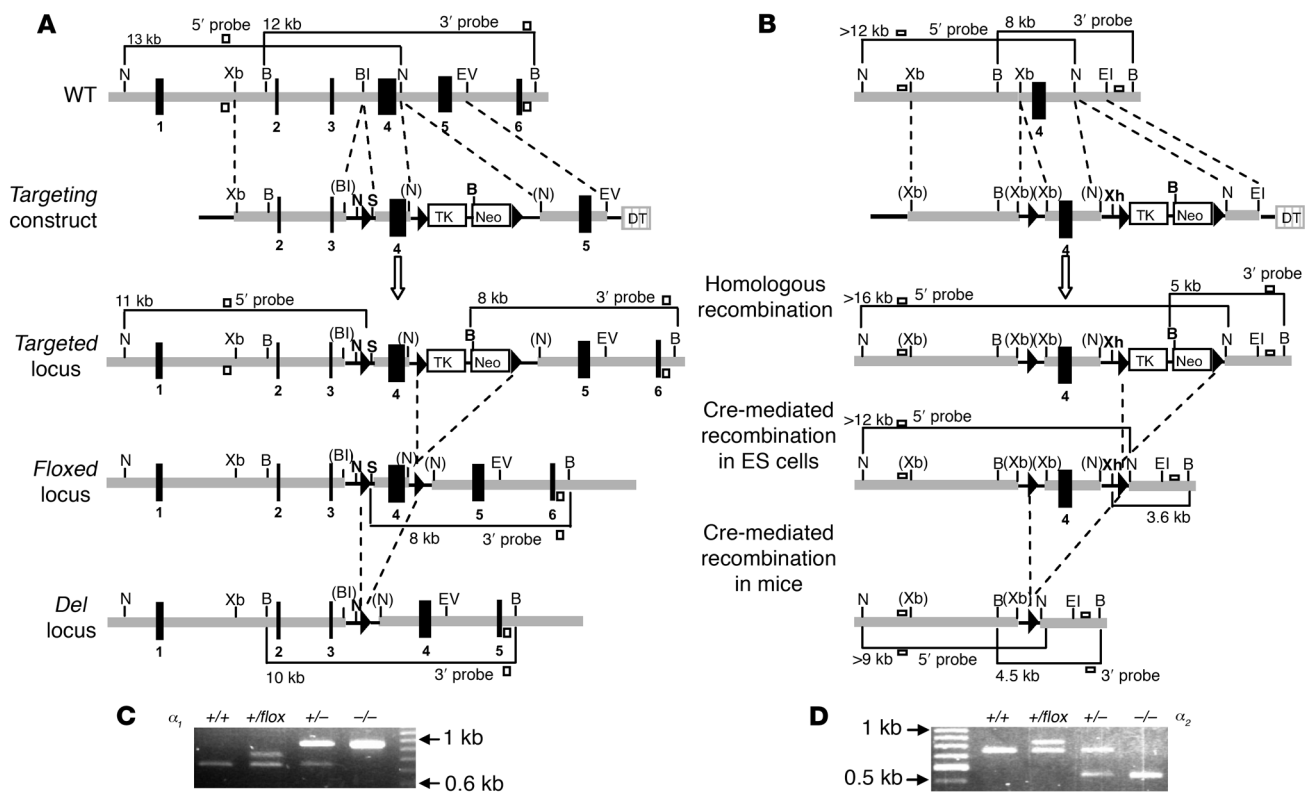 A
5′ probe
12 kb
3′ probe
13 kb
N Xb B BI N EV B
WT
1 2 3 4 5 6
Targeting construct
Xb B (BI) N S (N) B (N) EV
TK Neo DT
2 3 4 5
11 kb 5′ probe 8 kb 3′ probe
N Xb B (BI) N S (N) B (N) EV B
Targeted locus
TK Neo
1 2 3 4 5 6
N Xb B (BI) N S (N) (N) EV B
Floxed locus
1 2 3 4 5 6
8 kb 3′ probe
N Xb B (BI) N (N) EV B
Del locus
1 2 3 4 5
10 kb 3′ probe
B
>12 kb 5′ probe 8 kb 3′ probe
N Xb B Xb N EI B
4
(Xb) B (Xb) (Xb) (N) Xh B N EI
TK Neo DT
4
Homologous recombination
>16 kb 5′ probe 5 kb 3′ probe
N (Xb) B (Xb) (Xb) (N) Xh B N EI B
TK Neo
4
Cre-mediated recombination in ES cells
>12 kb 5′ probe
N (Xb) B (Xb) (Xb) (N) Xh N EI B
4
3.6 kb
Cre-mediated recombination in mice
N (Xb) B (Xb) N EI B
>9 kb 5′ probe 4.5 kb 3′ probe
C
α1 +/+ +/flox +/– –/–
1 kb
0.6 kb
D
+/+ +/flox +/– –/– α2
1 kb
0.5 kb